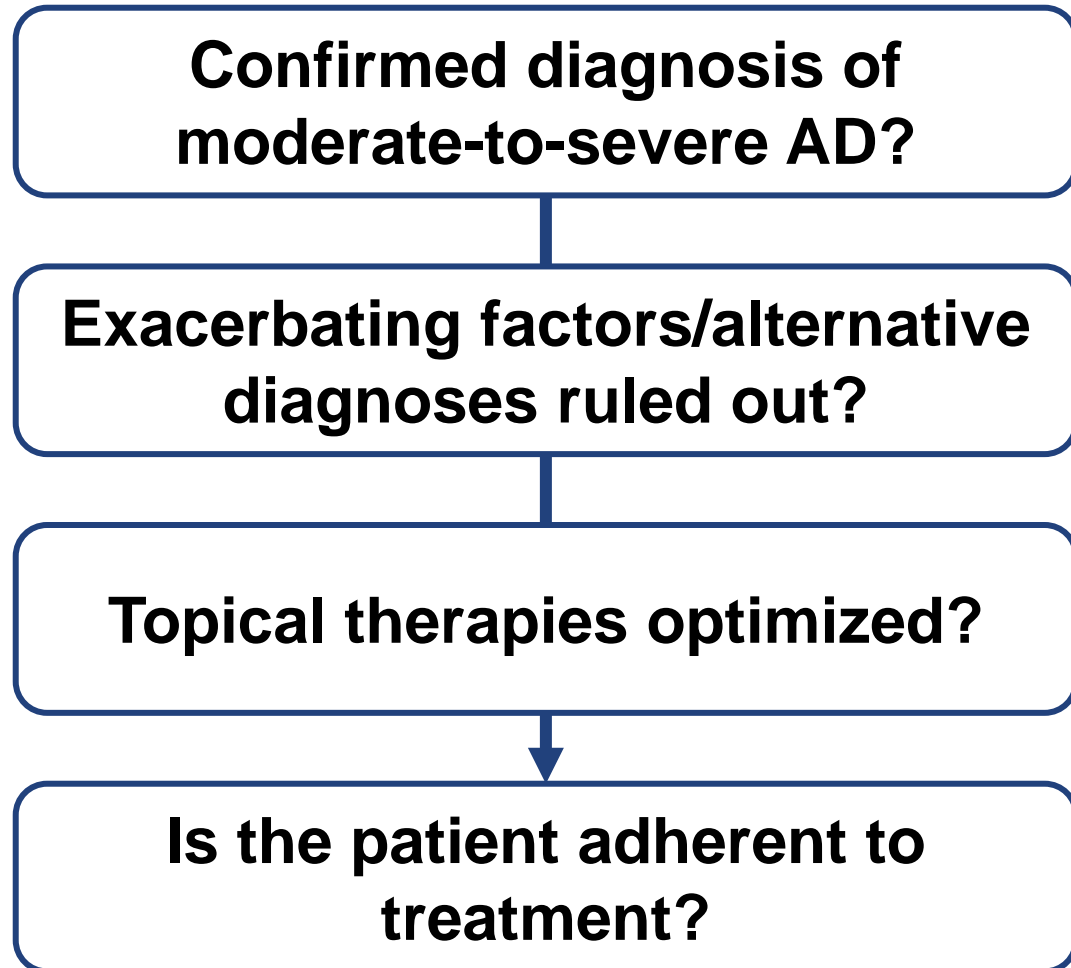 Confirmed diagnosis of
moderate-to-severe AD?
Exacerbating factors/alternative
diagnoses ruled out?
Topical therapies optimized?
Is the patient adherent to
treatment?